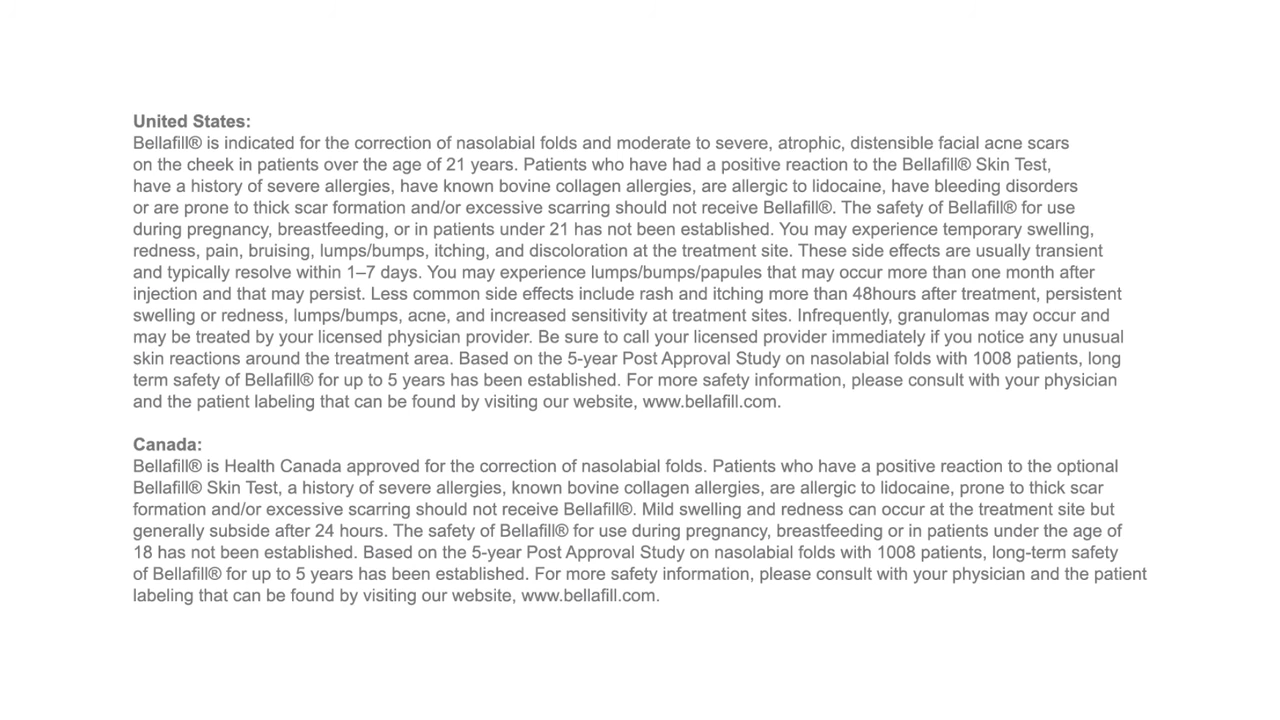 United States:
Bellafill® is indicated for the correction of nasolabial folds and moderate to severe, atrophic, distensible facial acne scars
on the cheek in patients over the age of 21 years. Patients who have had a positive reaction to the Bellafill® Skin Test,
have a history of severe allergies, have known bovine collagen allergies, are allergic to lidocaine, have bleeding disorders
or are prone to thick scar formation and/or excessive scarring should not receive Bellafill®. The safety of Bellafill® for use
during pregnancy, breastfeeding, or in patients under 21 has not been established. You may experience temporary swelling,
redness, pain, bruising, lumps/bumps, itching, and discoloration at the treatment site. These side effects are usually transient
and typically resolve within 1–7 days. You may experience lumps/bumps/papules that may occur more than one month after
injection and that may persist. Less common side effects include rash and itching more than 48hours after treatment, persistent
swelling or redness, lumps/bumps, acne, and increased sensitivity at treatment sites. Infrequently, granulomas may occur and
may be treated by your licensed physician provider. Be sure to call your licensed provider immediately if you notice any unusual
skin reactions around the treatment area. Based on the 5-year Post Approval Study on nasolabial folds with 1008 patients, long
term safety of Bellafill® for up to 5 years has been established. For more safety information, please consult with your physician
and the patient labeling that can be found by visiting our website, www.bellafill.com.
Canada:
Bellafill® is Health Canada approved for the correction of nasolabial folds. Patients who have a positive reaction to the optional
Bellafill® Skin Test, a history of severe allergies, known bovine collagen allergies, are allergic to lidocaine, prone to thick scar
formation and/or excessive scarring should not receive Bellafill®. Mild swelling and redness can occur at the treatment site but
generally subside after 24 hours. The safety of Bellafill® for use during pregnancy, breastfeeding or in patients under the age of
18 has not been established. Based on the 5-year Post Approval Study on nasolabial folds with 1008 patients, long-term safety
of Bellafill® for up to 5 years has been established. For more safety information, please consult with your physician and the patient
labeling that can be found by visiting our website, www.bellafill.com.